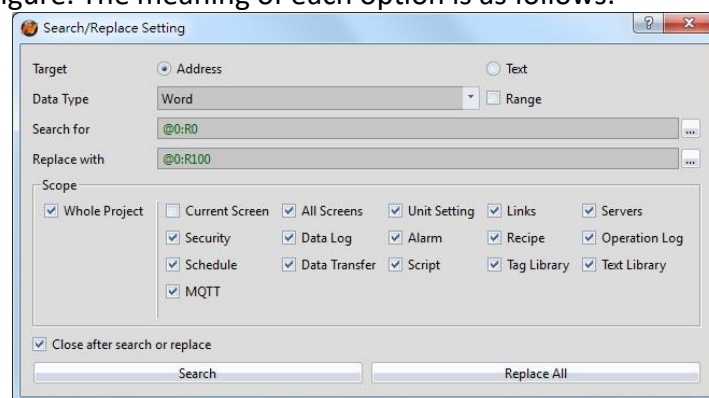 igure. The meaning of each option is as follows:
Search/Replace Setting
Target Address Text
Data Type Word Range
Search for @0:R0 ...
Replace with @0:R100 ...
Scope
Whole Project Current Screen All Screens Unit Setting Links Servers
Security Data Log Alarm Recipe Operation Log
Schedule Data Transfer Script Tag Library Text Library
MQTT
Close after search or replace
Search Replace All